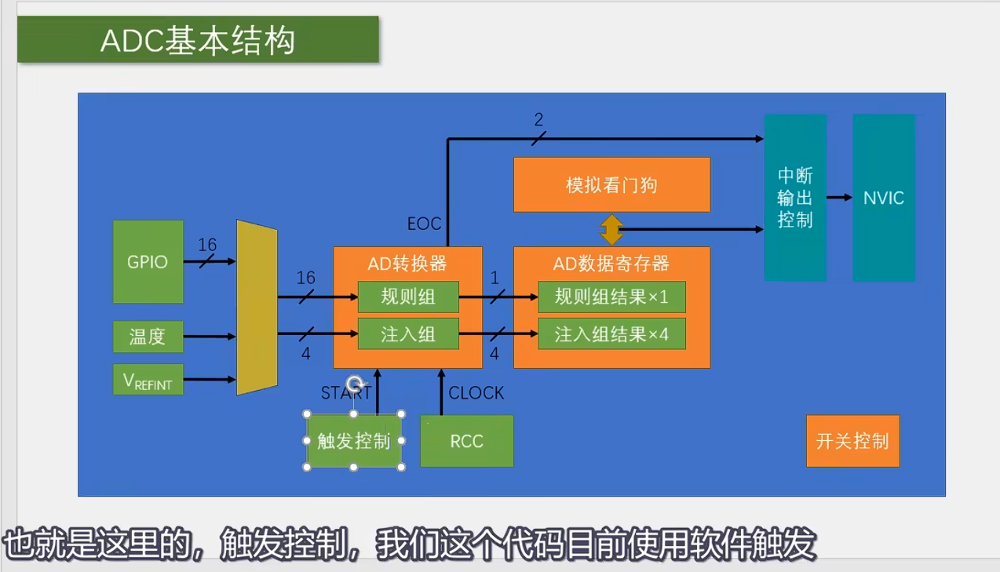 ADC基本结构
2
模拟看门狗
中断
输出
控制
NVIC
EOC
GPIO
16
16
AD转换器
规则组
注入组
1
AD数据寄存器
规则组结果×1
注入组结果×4
4
4
温度
VREFINT
START
CLOCK
触发控制
RCC
开关控制
也就是这里的，触发控制，我们这个代码目前使用软件触发